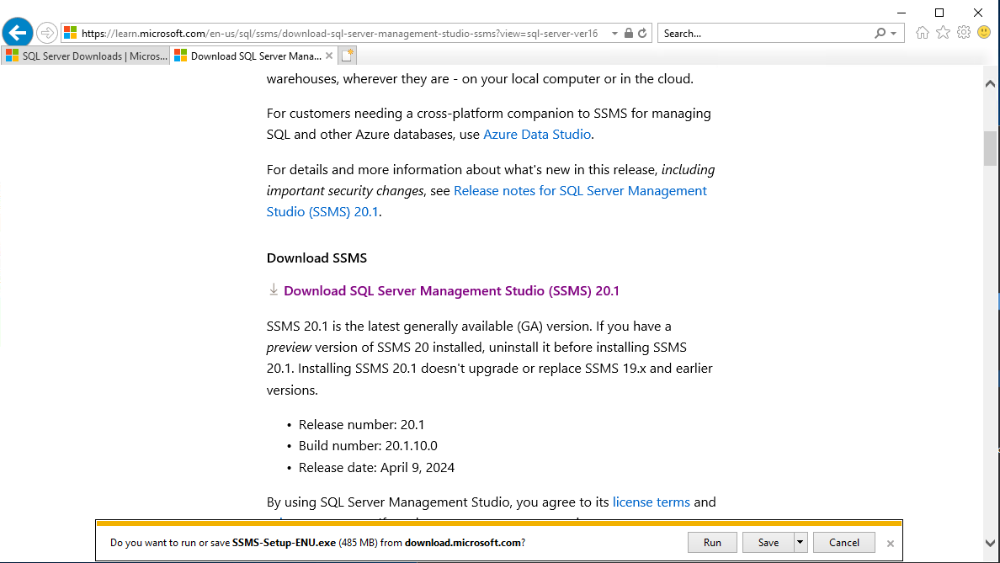 https://learn.microsoft.com/en-us/sql/ssms/download-sql-server-management-studio-ssms?view=sql-server-ver16
Search...
SQL Server Downloads | Micros...
Download SQL Server Mana...
warehouses, wherever they are - on your local computer or in the cloud.
For customers needing a cross-platform companion to SSMS for managing
SQL and other Azure databases, use Azure Data Studio.
For details and more information about what's new in this release, including
important security changes, see Release notes for SQL Server Management
Studio (SSMS) 20.1.
Download SSMS
Download SQL Server Management Studio (SSMS) 20.1
SSMS 20.1 is the latest generally available (GA) version. If you have a
preview version of SSMS 20 installed, uninstall it before installing SSMS
20.1. Installing SSMS 20.1 doesn't upgrade or replace SSMS 19.x and earlier
versions.
• Release number: 20.1
• Build number: 20.1.10.0
• Release date: April 9, 2024
By using SQL Server Management Studio, you agree to its license terms and
Do you want to run or save SSMS-Setup-ENU.exe (485 MB) from download.microsoft.com?
Run
Save
Cancel